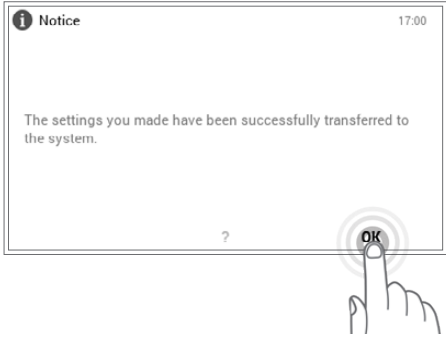 i Notice 17:00
The settings you made have been successfully transferred to
the system.
? OK